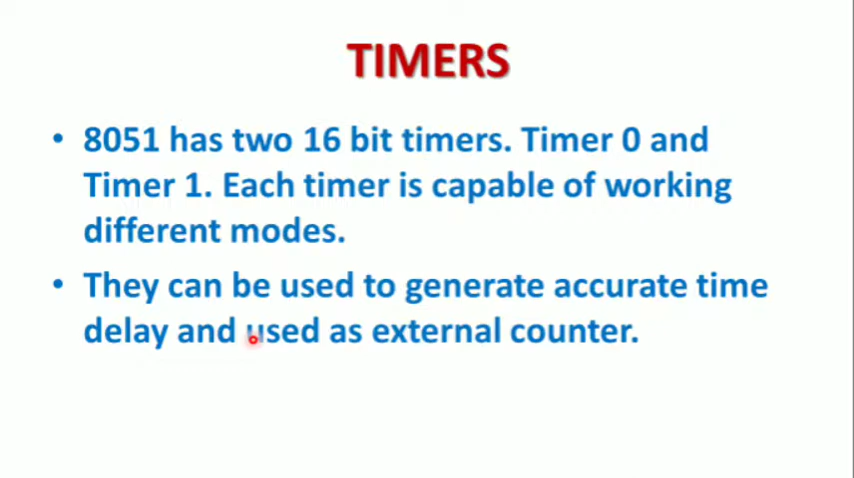 TIMERS
• 8051 has two 16 bit timers. Timer 0 and
Timer 1. Each timer is capable of working
different modes.
• They can be used to generate accurate time
delay and used as external counter.